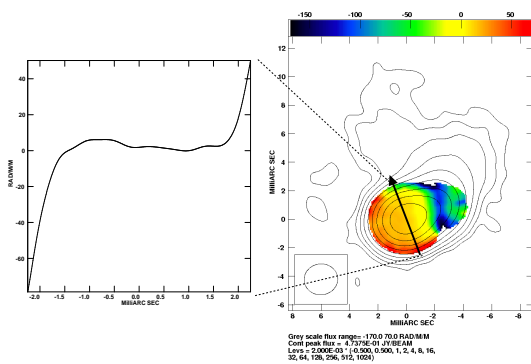 -150 -100 -50 0 50
40
20
0
-20
-40
-60
RAD/M/M
-2.0 -1.5 -1.0 -0.5 0.0 0.5 1.0 1.5 2.0
MilliARC SEC
12
10
8
6
4
2
0
-2
-4
-6
MilliARC SEC
8 6 4 2 0 -2 -4 -6 -8
MilliARC SEC
Grey scale flux range= -170.0 70.0 RAD/M/M
Cont peak flux = 4.7375E-01 JY/BEAM
Levs = 2.000E-03 * (-0.500, 0.500, 1, 2, 4, 8, 16,
32, 64, 128, 256, 512, 1024)